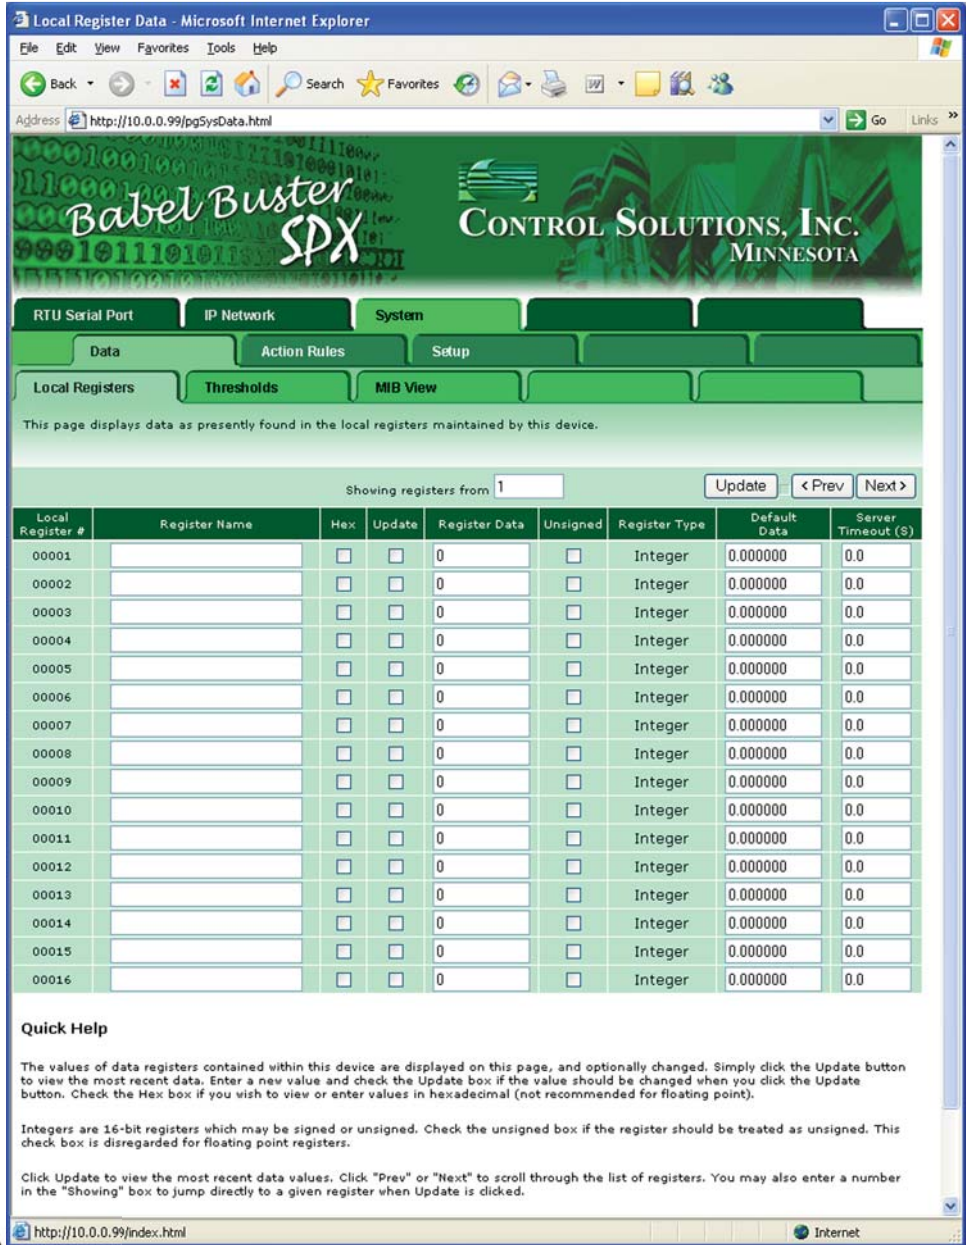 Local Register Data - Microsoft Internet Explorer
File Edit View Favorites Tools Help
Back Search Favorites
Address http://10.0.0.99/pgSysData.html Go Links »
Babel Buster
SPX
CONTROL SOLUTIONS, INC.
MINNESOTA
RTU Serial Port IP Network System
Data Action Rules Setup
Local Registers Thresholds MIB View
This page displays data as presently found in the local registers maintained by this device.
Showing registers from 1 Update < Prev Next >
Local Register # Register Name Hex Update Register Data Unsigned Register Type Default Data Server Timeout (S)
00001 0 Integer 0.000000 0.0
00002 0 Integer 0.000000 0.0
00003 0 Integer 0.000000 0.0
00004 0 Integer 0.000000 0.0
00005 0 Integer 0.000000 0.0
00006 0 Integer 0.000000 0.0
00007 0 Integer 0.000000 0.0
00008 0 Integer 0.000000 0.0
00009 0 Integer 0.000000 0.0
00010 0 Integer 0.000000 0.0
00011 0 Integer 0.000000 0.0
00012 0 Integer 0.000000 0.0
00013 0 Integer 0.000000 0.0
00014 0 Integer 0.000000 0.0
00015 0 Integer 0.000000 0.0
00016 0 Integer 0.000000 0.0
Quick Help
The values of data registers contained within this device are displayed on this page, and optionally changed. Simply click the Update button
to view the most recent data. Enter a new value and check the Update box if the value should be changed when you click the Update
button. Check the Hex box if you wish to view or enter values in hexadecimal (not recommended for floating point).
Integers are 16-bit registers which may be signed or unsigned. Check the unsigned box if the register should be treated as unsigned. This
check box is disregarded for floating point registers.
Click Update to view the most recent data values. Click "Prev" or "Next" to scroll through the list of registers. You may also enter a number
in the "Showing" box to jump directly to a given register when Update is clicked.
http://10.0.0.99/index.html Internet